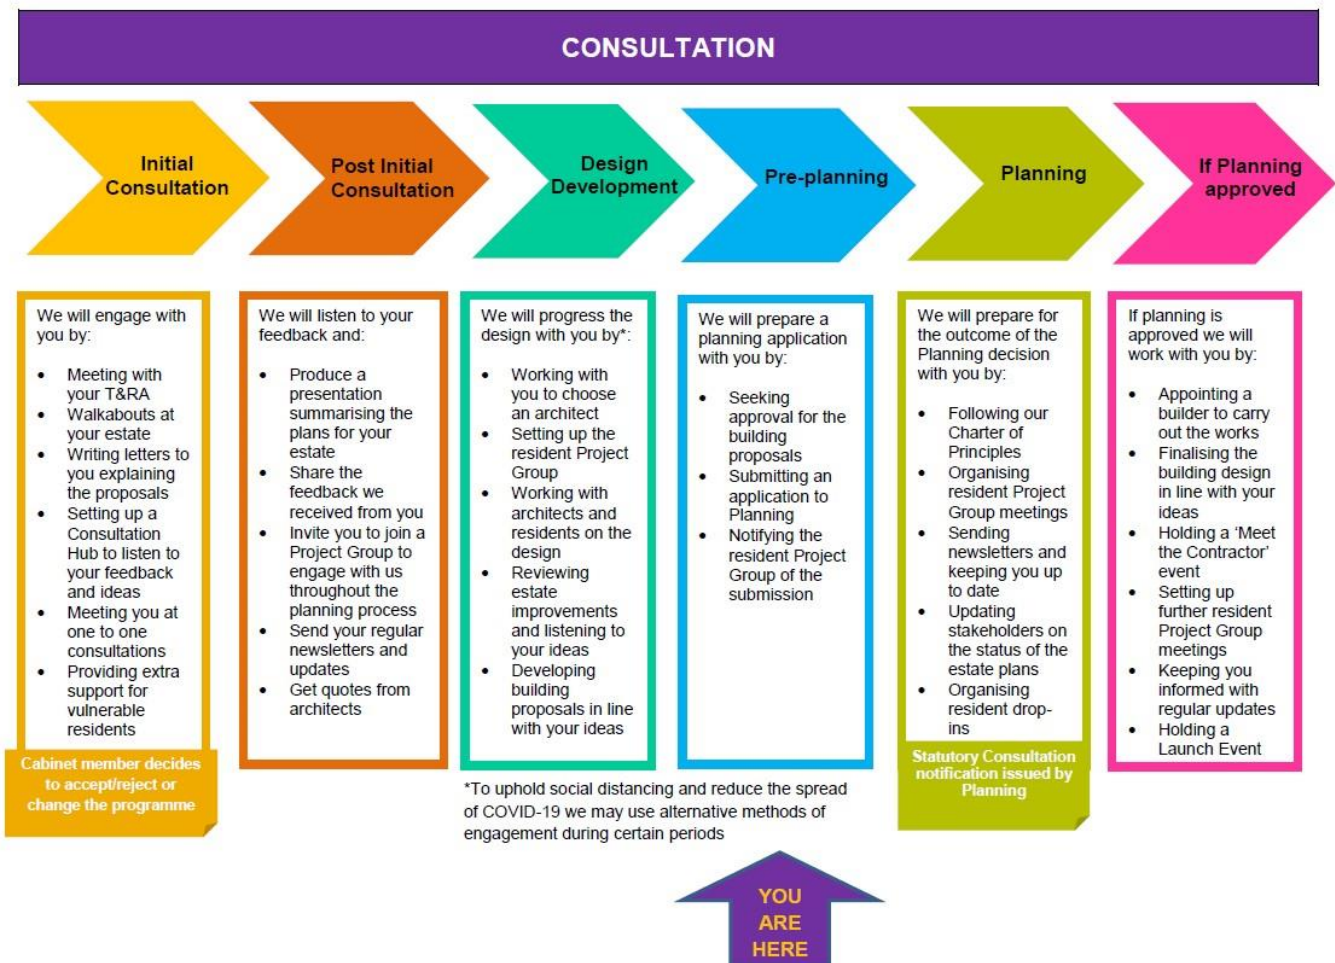 CONSULTATION
Initial
Consultation
Post Initial
Consultation
Design
Development
Pre-planning
Planning
If Planning
approved
We will engage with
you by:
• Meeting with
your T&RA
• Walkabouts at
your estate
• Writing letters to
you explaining
the proposals
• Setting up a
Consultation
Hub to listen to
your feedback
and ideas
• Meeting you at
one to one
consultations
• Providing extra
support for
vulnerable
residents
Cabinet member decides
to accept/reject or
change the programme
We will listen to your
feedback and:
• Produce a
presentation
summarising the
plans for your
estate
• Share the
feedback we
received from you
• Invite you to join a
Project Group to
engage with us
throughout the
planning process
• Send your regular
newsletters and
updates
• Get quotes from
architects
We will progress the
design with you by*:
• Working with
you to choose
an architect
• Setting up the
resident Project
Group
• Working with
architects and
residents on the
design
• Reviewing
estate
improvements
and listening to
your ideas
• Developing
building
proposals in line
with your ideas
*To uphold social distancing and reduce the spread
of COVID-19 we may use alternative methods of
engagement during certain periods
We will prepare a
planning application
with you by:
• Seeking
approval for the
building
proposals
• Submitting an
application to
Planning
• Notifying the
resident Project
Group of the
submission
We will prepare for
the outcome of the
Planning decision
with you by:
• Following our
Charter of
Principles
• Organising
resident Project
Group meetings
• Sending
newsletters and
keeping you up
to date
• Updating
stakeholders on
the status of the
estate plans
• Organising
resident drop-
ins
Statutory Consultation
notification issued by
Planning
If planning is
approved we will
work with you by:
• Appointing a
builder to carry
out the works
• Finalising the
building design
in line with your
ideas
• Holding a ‘Meet
the Contractor’
event
• Setting up
further resident
Project Group
meetings
• Keeping you
informed with
regular updates
• Holding a
Launch Event
YOU
ARE
HERE